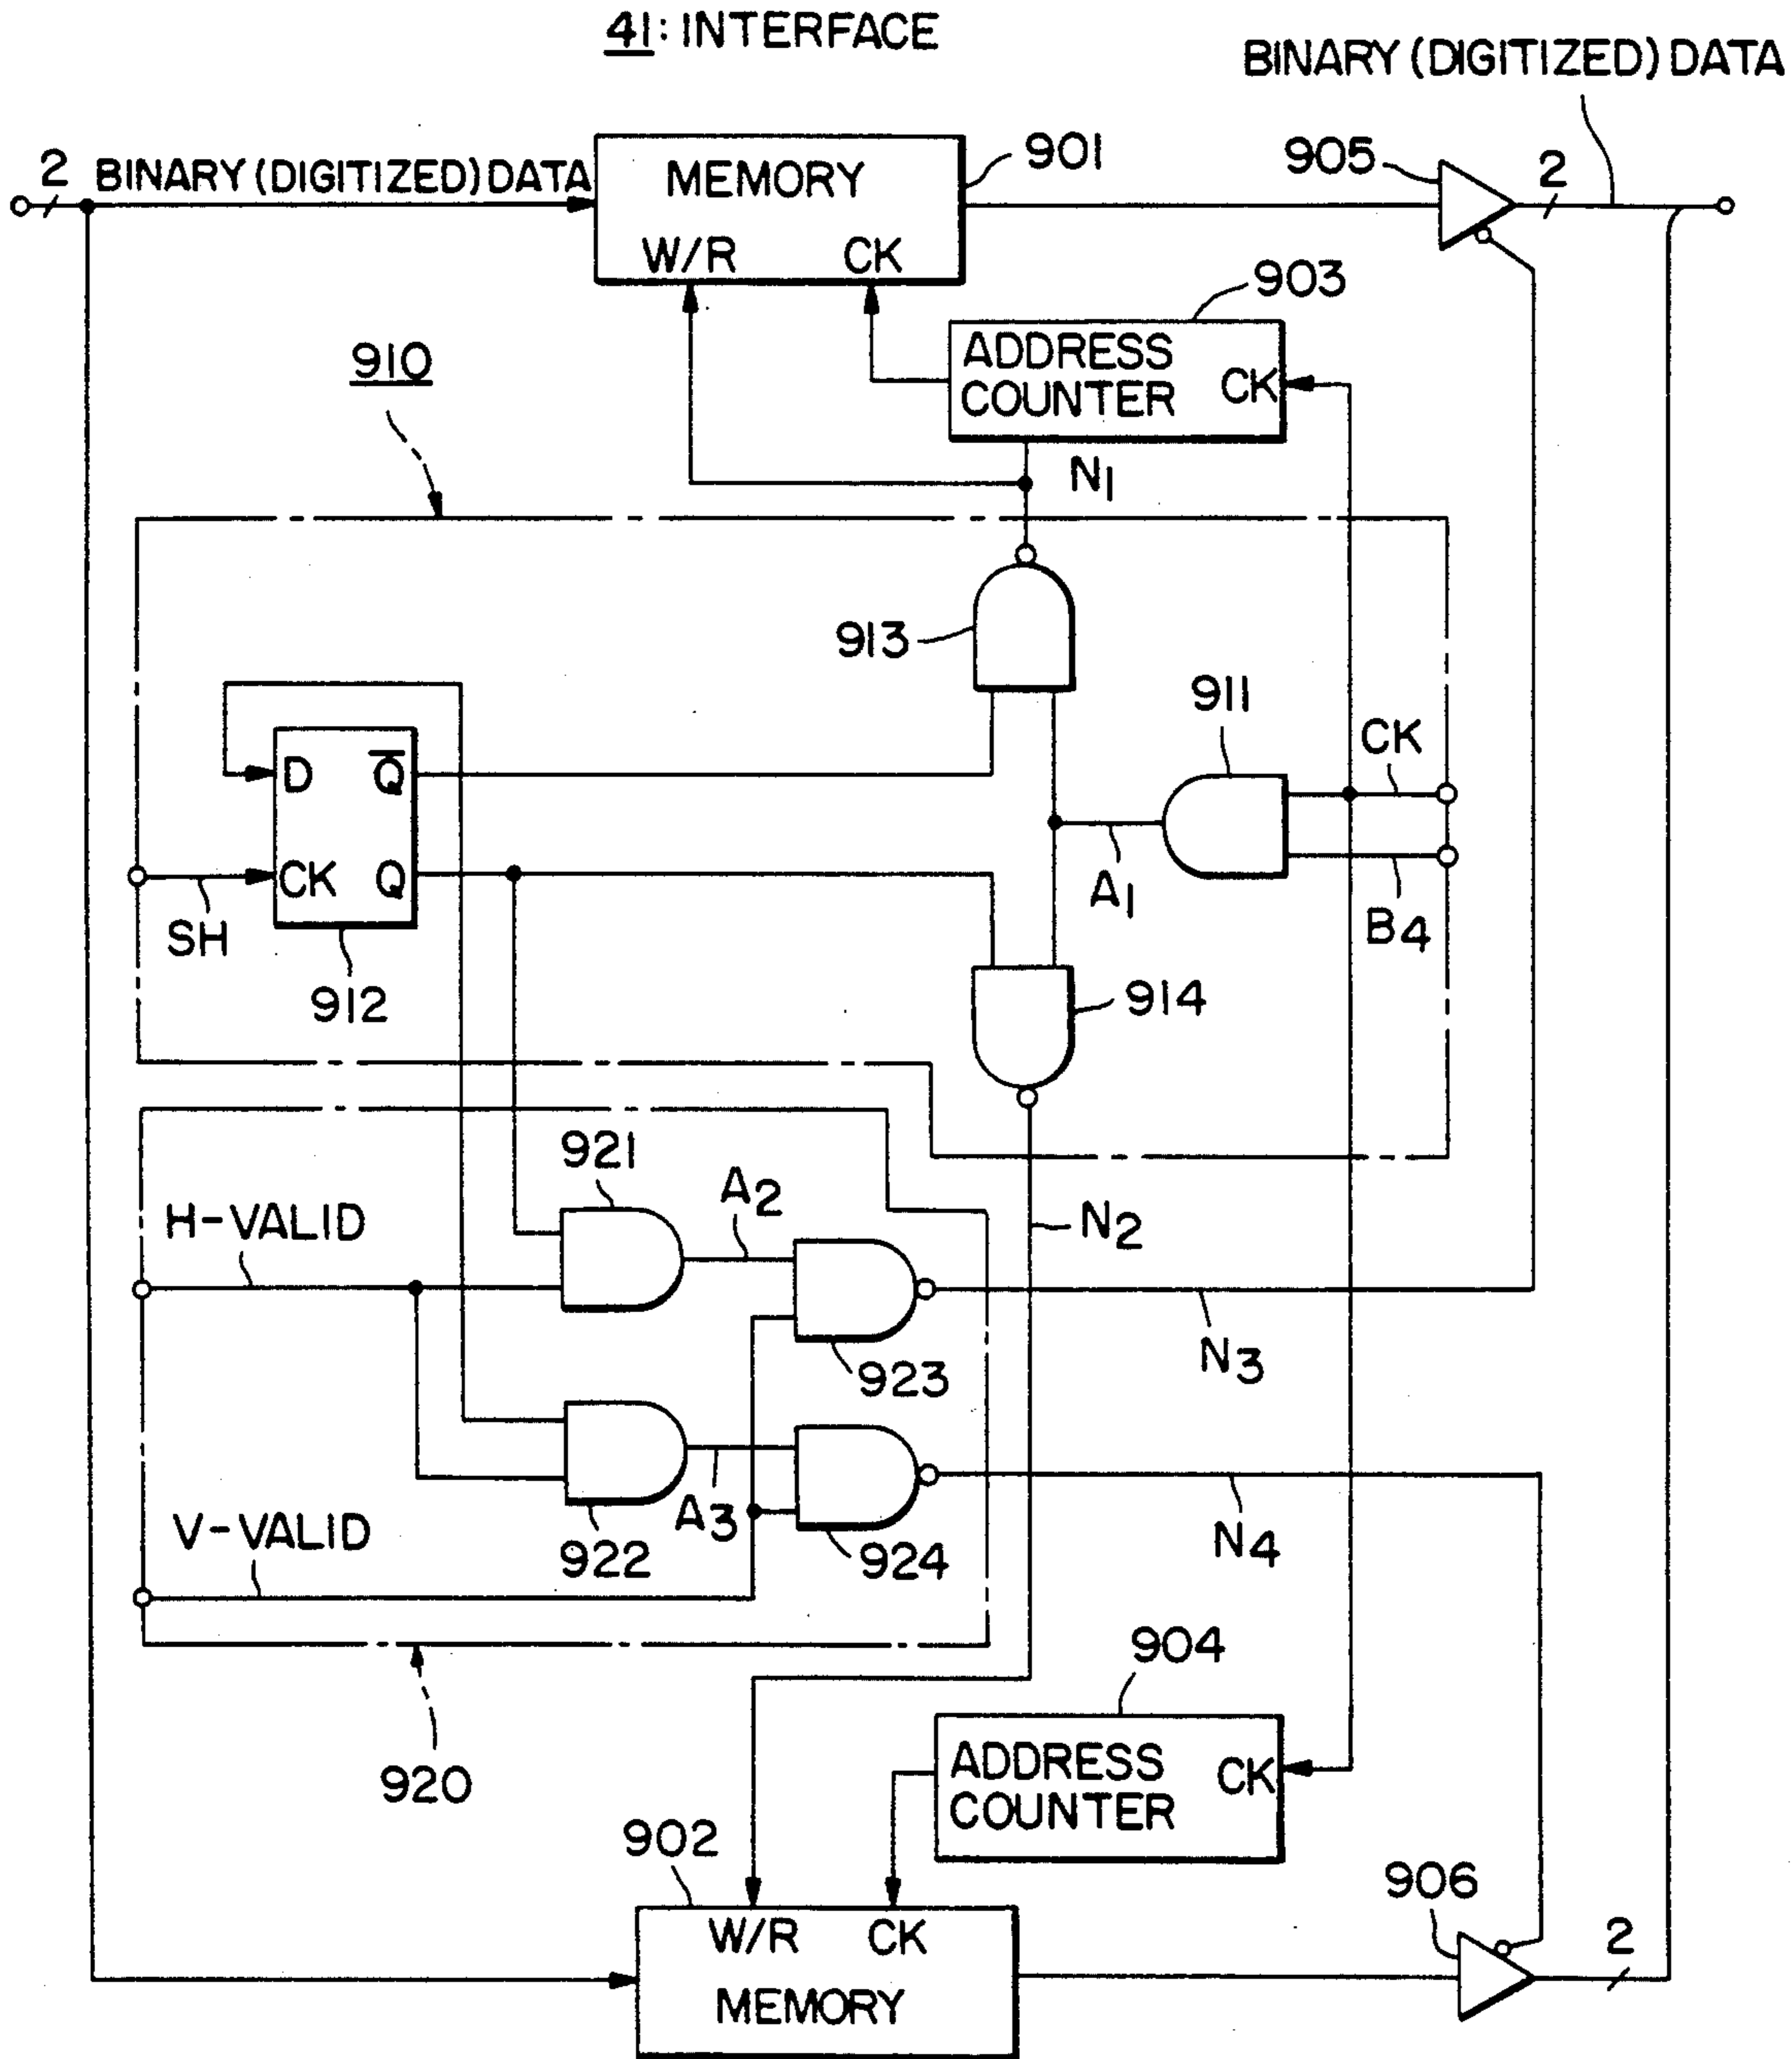 41: INTERFACE
BINARY (DIGITIZED) DATA
2
BINARY (DIGITIZED) DATA
MEMORY
W/R CK
901
905
2
903
ADDRESS
COUNTER
CK
910
N1
913
911
CK
D Q̅
CK Q
SH
912
A1
B4
914
921
A2
H-VALID
N2
923
N3
922
A3
924
N4
V-VALID
920
904
ADDRESS
COUNTER
CK
902
W/R CK
MEMORY
906
2